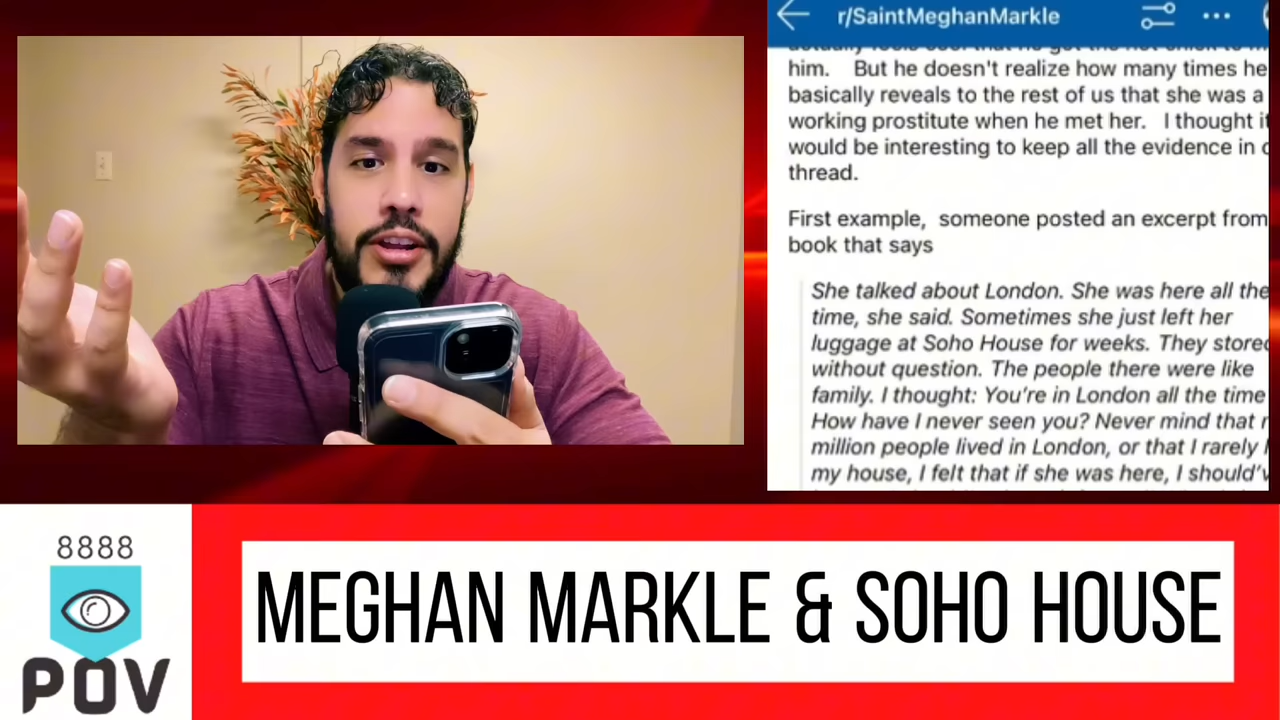 r/SaintMeghanMarkle
him. But he doesn't realize how many times he
basically reveals to the rest of us that she was a
working prostitute when he met her. I thought it
would be interesting to keep all the evidence in
thread.
First example, someone posted an excerpt from
book that says
She talked about London. She was here all the
time, she said. Sometimes she just left her
luggage at Soho House for weeks. They stored
without question. The people there were like
family. I thought: You're in London all the time
How have I never seen you? Never mind that
million people lived in London, or that I rarely
my house, I felt that if she was here, I should'v
8888
POV
MEGHAN MARKLE & SOHO HOUSE